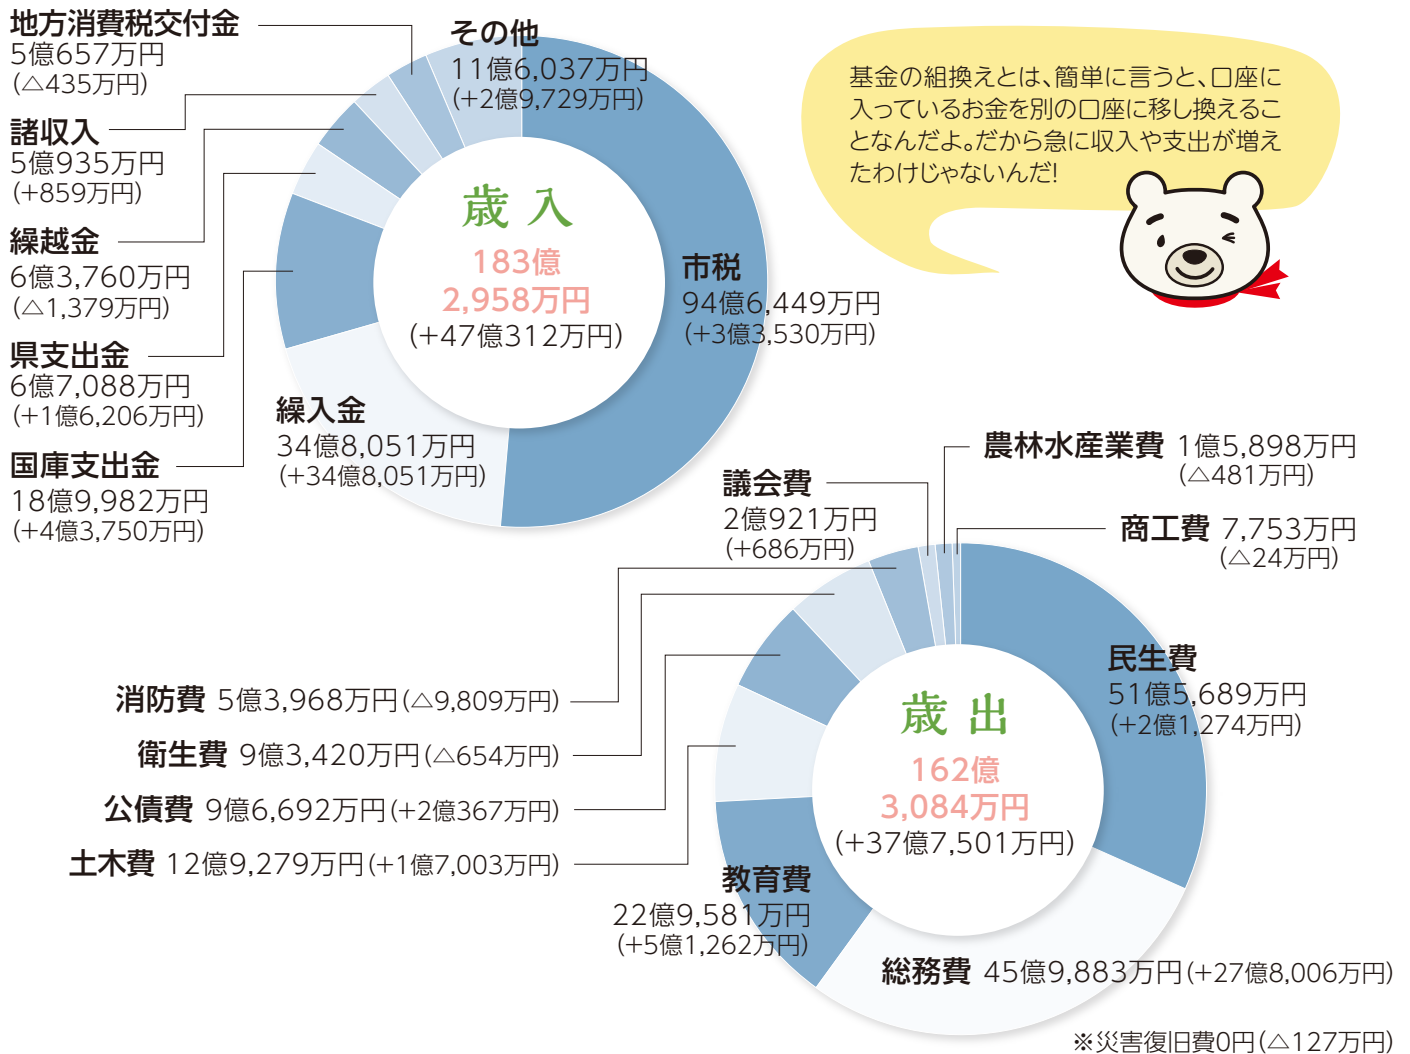 地方消費税交付金
5億657万円
(△435万円)
諸収入
5億935万円
(+859万円)
繰越金
6億3,760万円
(△1,379万円)
県支出金
6億7,088万円
(+1億6,206万円)
国庫支出金
18億9,982万円
(+4億3,750万円)
その他
11億6,037万円
(+2億9,729万円)
歳入
183億
2,958万円
(+47億312万円)
市税
94億6,449万円
(+3億3,530万円)
繰入金
34億8,051万円
(+34億8,051万円)
基金の組換えとは、簡単に言うと、口座に
入っているお金を別の口座に移し換えるこ
となんだよ。だから急に収入や支出が増え
たわけじゃないんだ!
農林水産業費 1億5,898万円
(△481万円)
議会費
2億921万円
(+686万円)
商工費 7,753万円
(△24万円)
民生費
51億5,689万円
(+2億1,274万円)
消防費 5億3,968万円(△9,809万円)
衛生費 9億3,420万円(△654万円)
公債費 9億6,692万円(+2億367万円)
土木費 12億9,279万円(+1億7,003万円)
歳出
162億
3,084万円
(+37億7,501万円)
教育費
22億9,581万円
(+5億1,262万円)
総務費 45億9,883万円(+27億8,006万円)
※災害復旧費0円(△127万円)